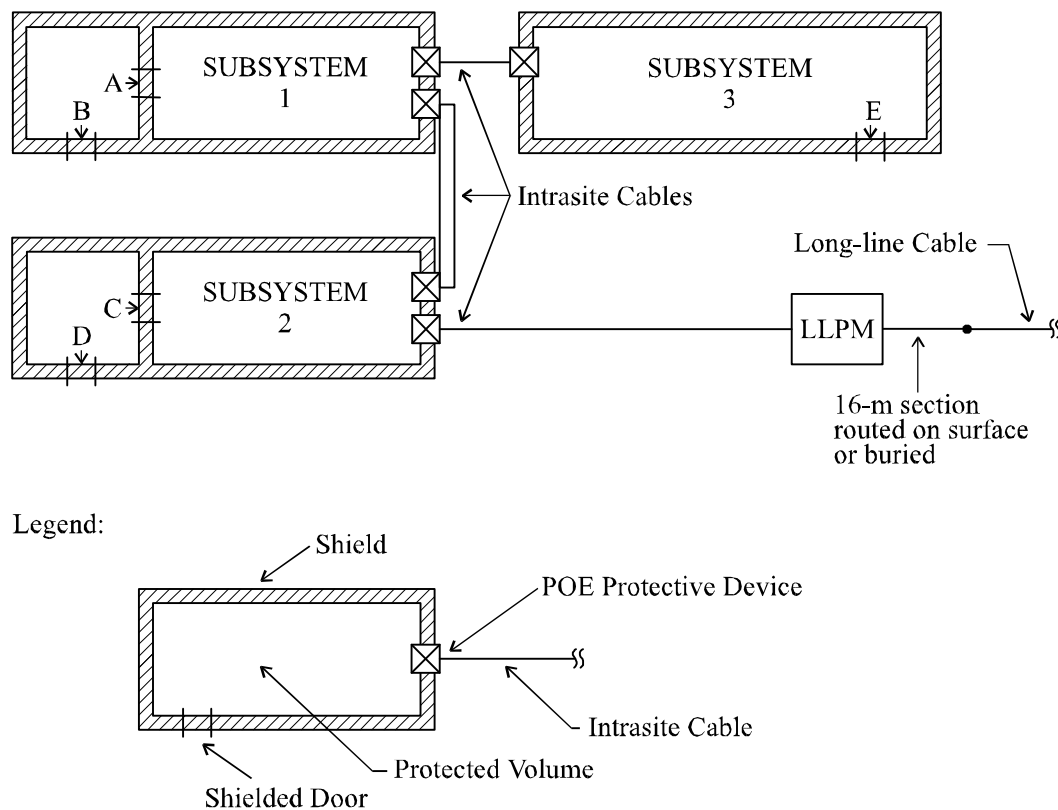 SUBSYSTEM
1
A
B
SUBSYSTEM
3
E
Intrasite Cables
SUBSYSTEM
2
C
D
Long-line Cable
LLPM
16-m section
routed on surface
or buried
Legend:
Shield
POE Protective Device
Intrasite Cable
Protected Volume
Shielded Door